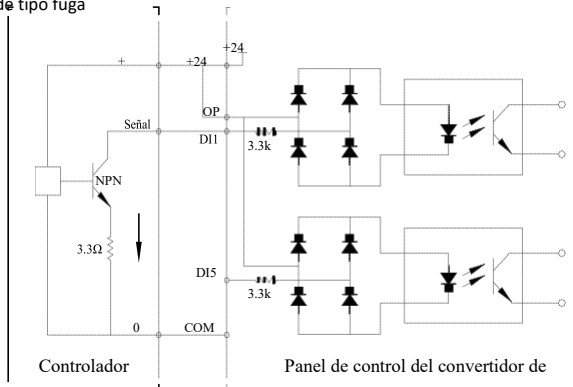 de tipo fuga
+24
+
+24
OP
Señal
DI1
3.3k
NPN
3.3Ω
DI5
3.3k
0
COM
Controlador
Panel de control del convertidor de